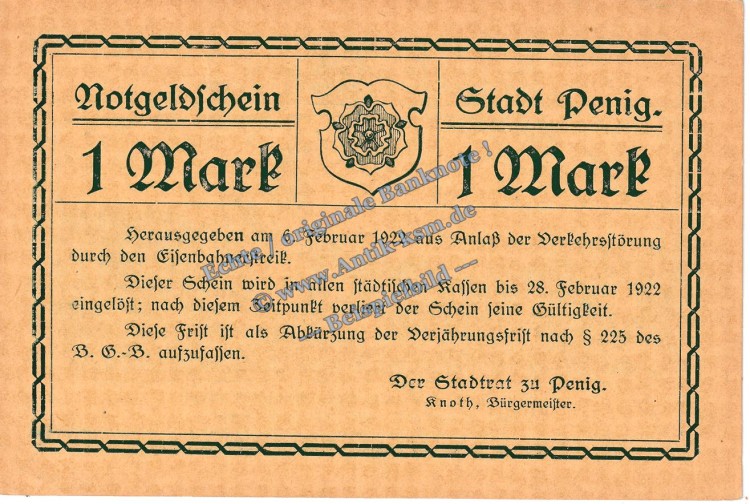 Notgeldschein
Stadt Penig.
1 Mark
1 Mark
Herausgegeben am 6. Februar 1922 aus Anlaß der Verkehrsstörung
durch den Eisenbahnerstreik.
Dieser Schein wird in allen städtischen Kassen bis 28. Februar 1922
eingelöst; nach diesem Zeitpunkt verliert der Schein seine Gültigkeit.
Diese Frist ist als Abkürzung der Verjährungsfrist nach § 225 des
B. G.-B. aufzufassen.
Der Stadtrat zu Penig.
Knoth, Bürgermeister.
Echte / originale Banknote !
© www.Antik-ksm.de
--- Beispielbild ---